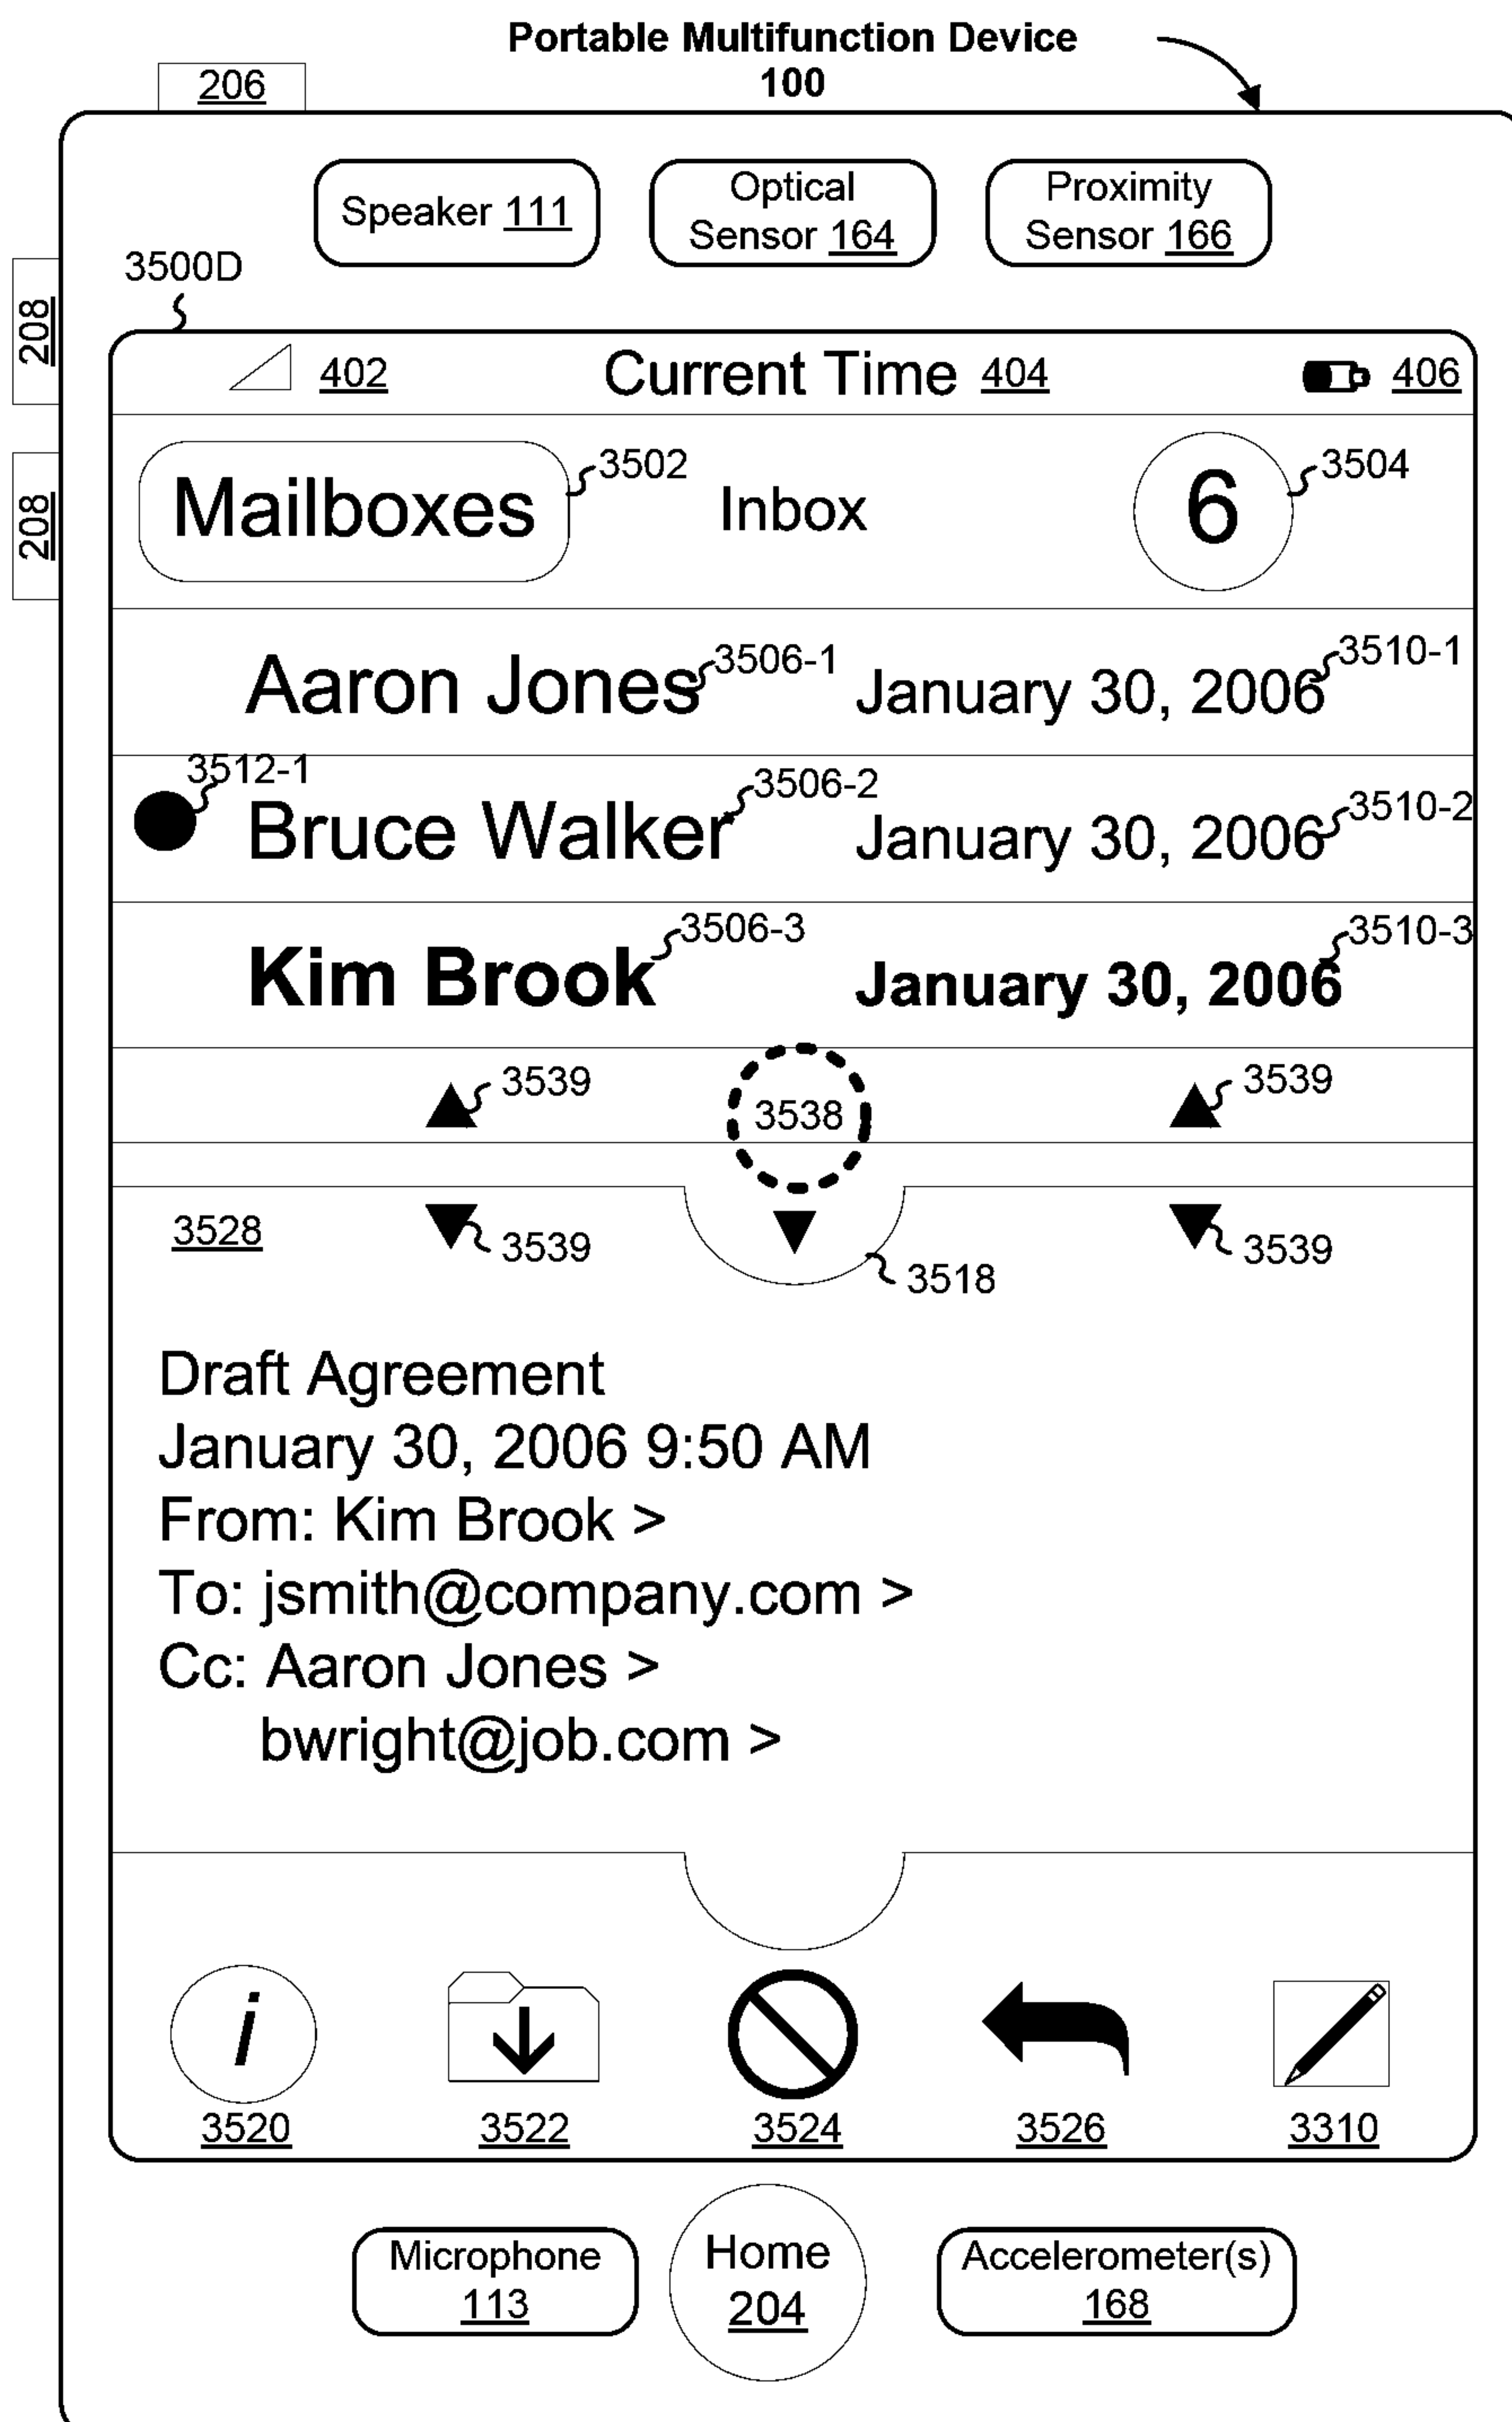 Portable Multifunction Device
100
206
Speaker 111
Optical
Sensor 164
Proximity
Sensor 166
3500D
208
208
402
Current Time 404
406
Mailboxes
3502
Inbox
6
3504
Aaron Jones
3506-1
January 30, 2006
3510-1
3512-1
Bruce Walker
3506-2
January 30, 2006
3510-2
Kim Brook
3506-3
January 30, 2006
3510-3
3539
3538
3539
3528
3539
3518
3539
Draft Agreement
January 30, 2006 9:50 AM
From: Kim Brook >
To: jsmith@company.com >
Cc: Aaron Jones >
bwright@job.com >
i
3520
3522
3524
3526
3310
Microphone
113
Home
204
Accelerometer(s)
168